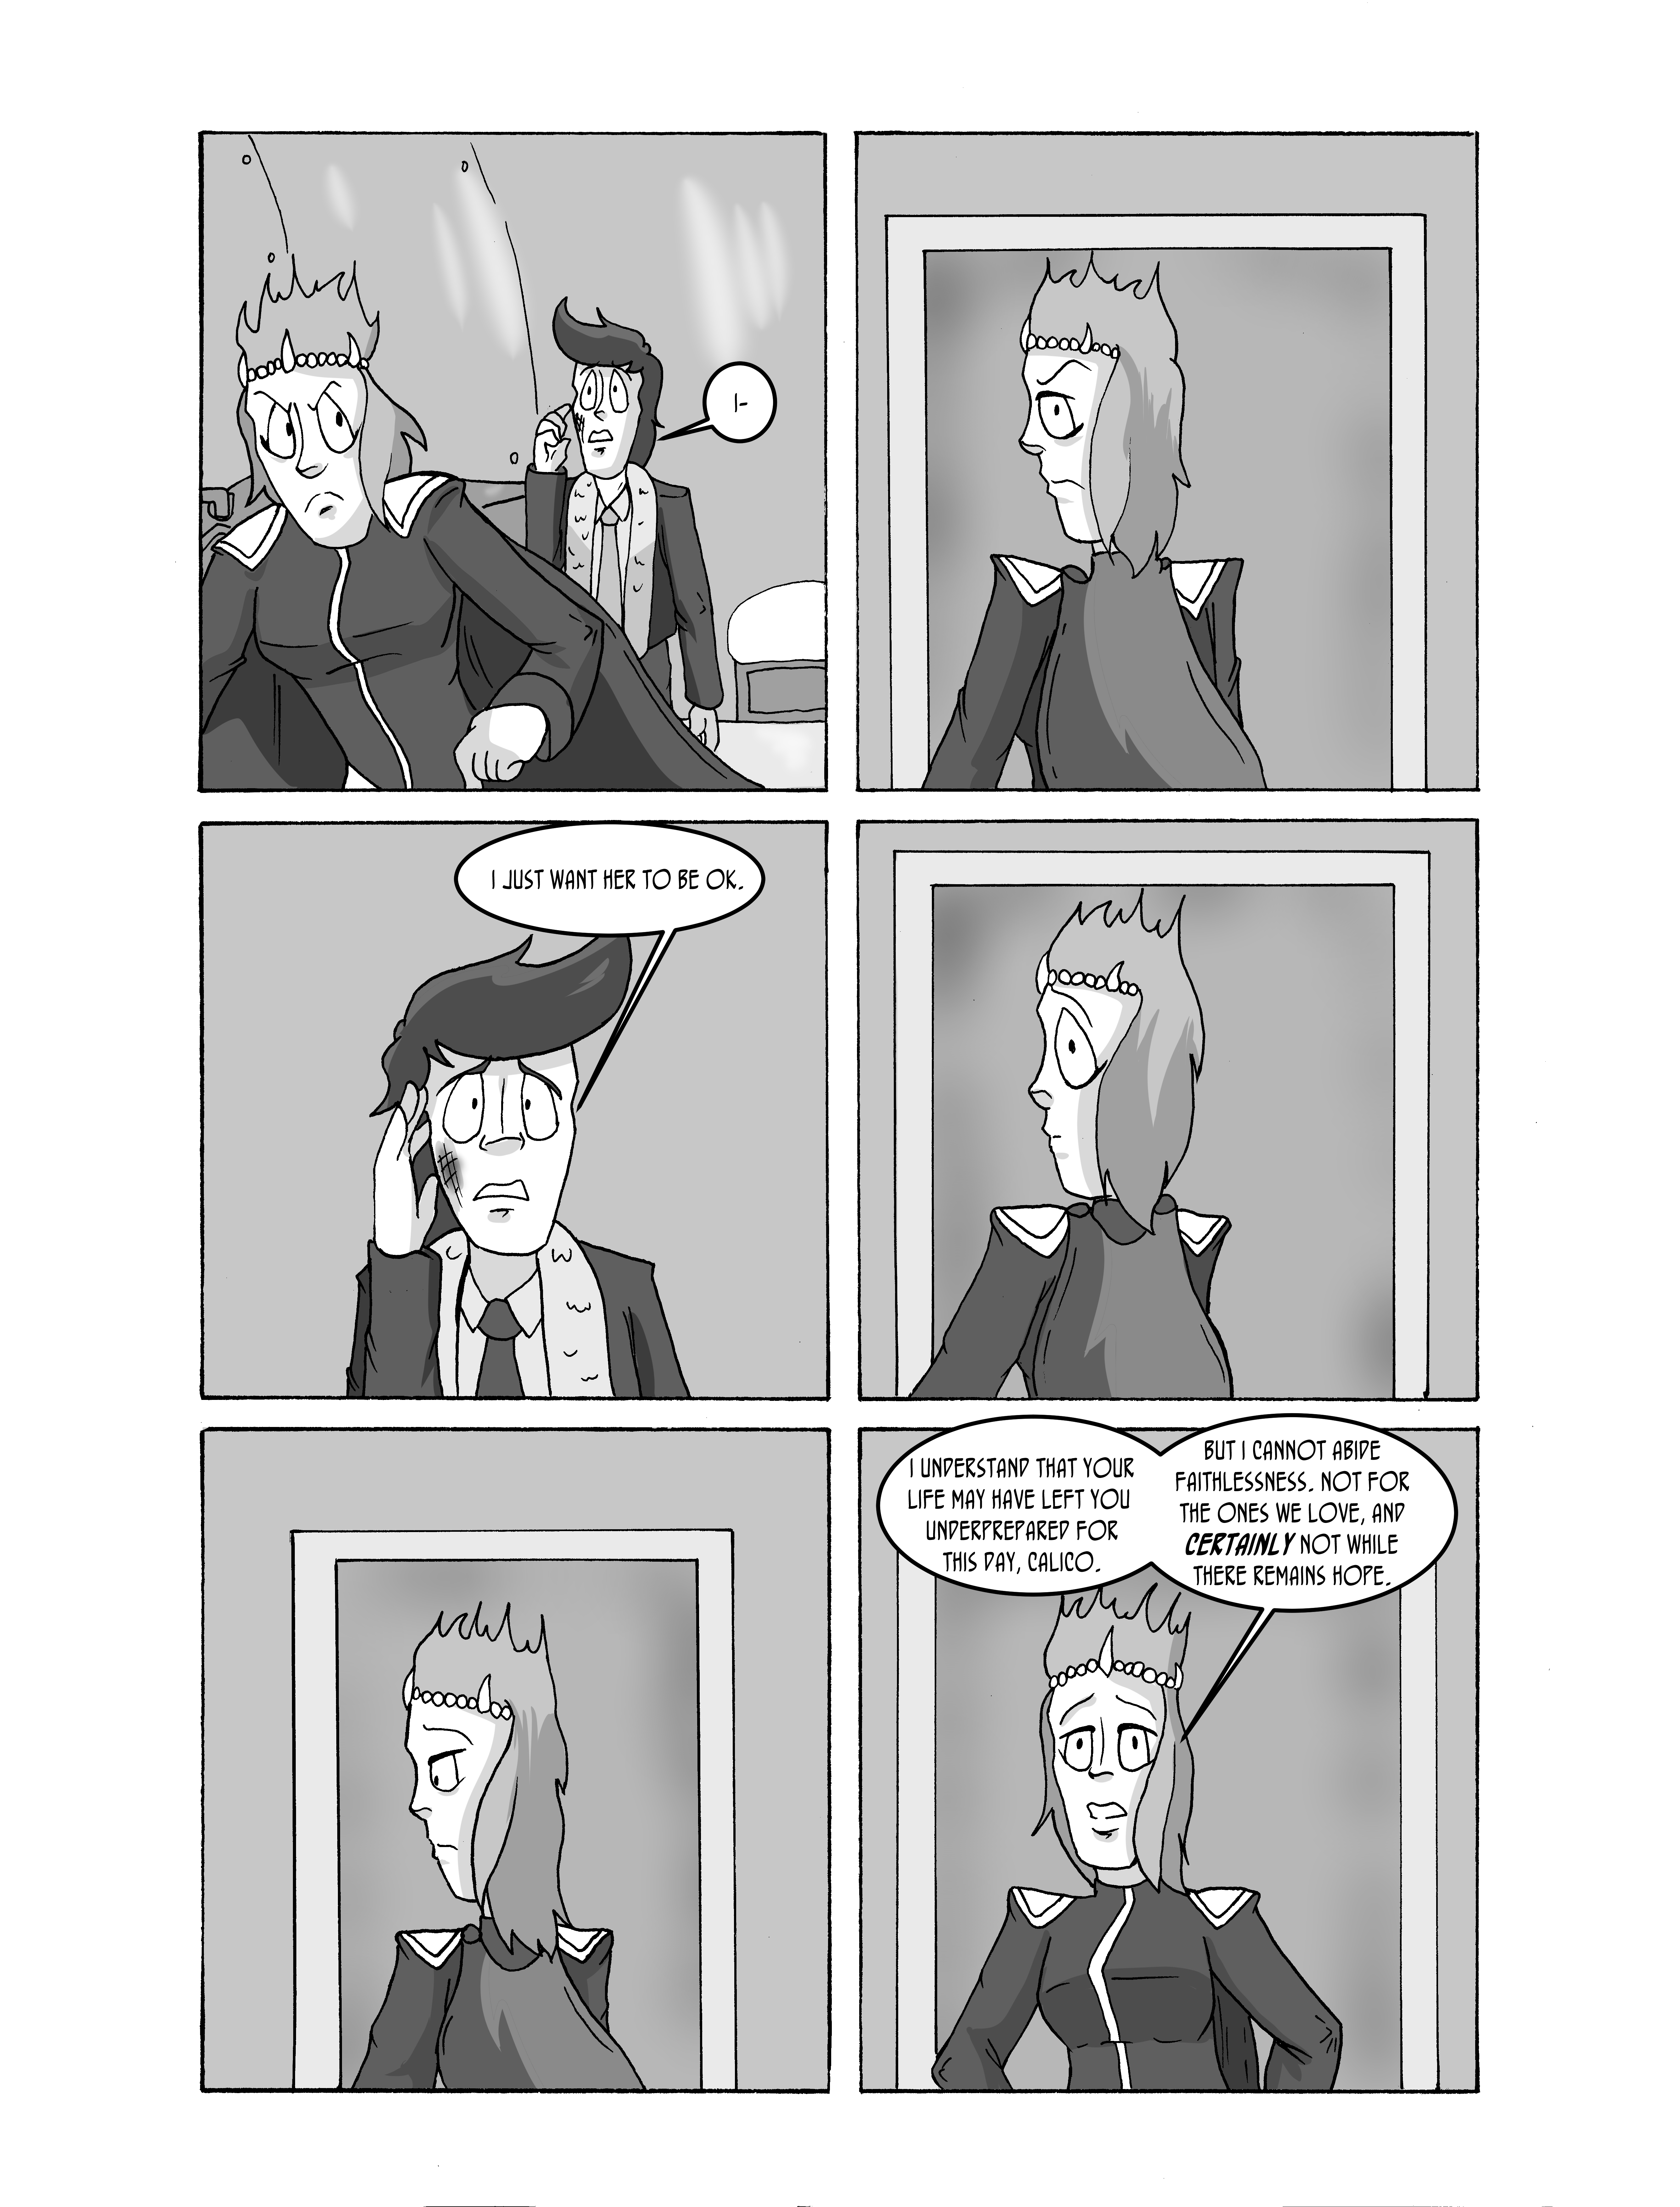 I-
I JUST WANT HER TO BE OK.
I UNDERSTAND THAT YOUR
LIFE MAY HAVE LEFT YOU
UNDERPREPARED FOR
THIS DAY, CALICO.
BUT I CANNOT ABIDE
FAITHLESSNESS. NOT FOR
THE ONES WE LOVE, AND
CERTAINLY NOT WHILE
THERE REMAINS HOPE.